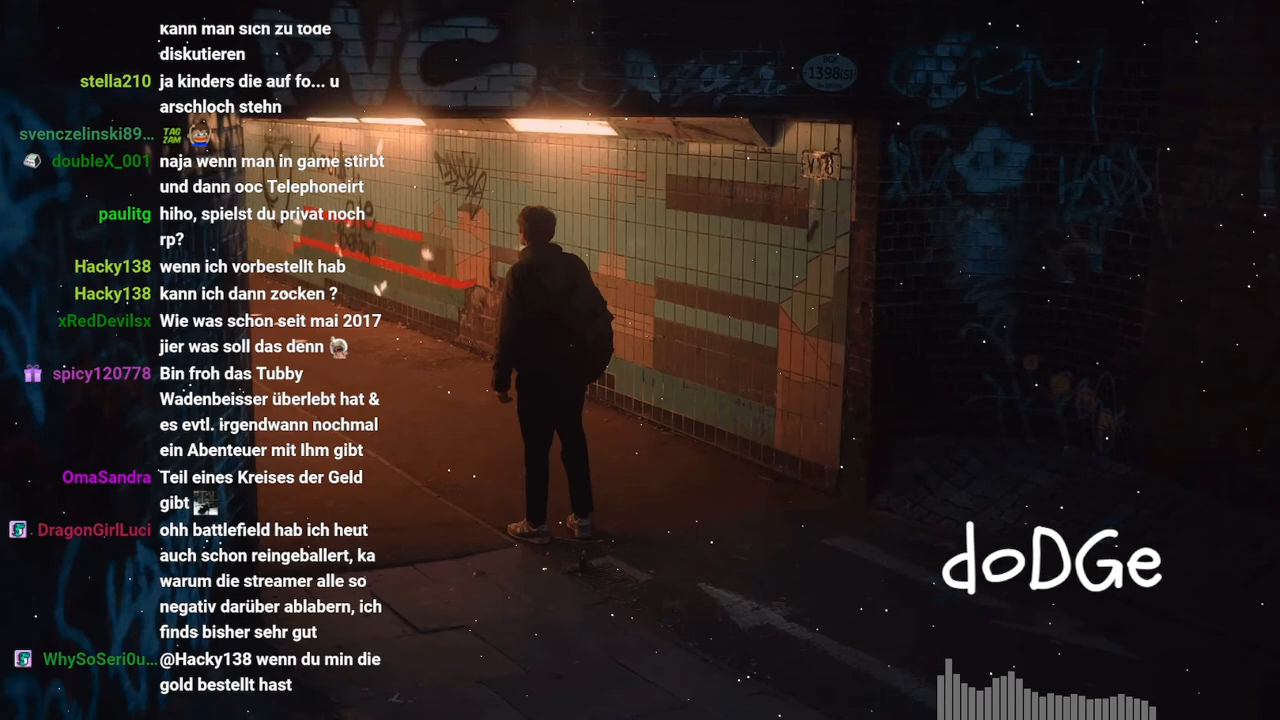 kann man sich zu tode
diskutieren
stella210 ja kinders die auf fo... u
arschloch stehn
svenczelinski89... TAG ZAM
doubleX_001 naja wenn man in game stirbt
und dann ooc Telephoneirt
paulitg hiho, spielst du privat noch
rp?
Hacky138 wenn ich vorbestellt hab
Hacky138 kann ich dann zocken ?
xRedDevilsx Wie was schon seit mai 2017
jier was soll das denn
spicy120778 Bin froh das Tubby
Wadenbeisser überlebt hat &
es evtl. irgendwann nochmal
ein Abenteuer mit Ihm gibt
OmaSandra Teil eines Kreises der Geld
gibt
DragonGirlLuci ohh battlefield hab ich heut
auch schon reingeballert, ka
warum die streamer alle so
negativ darüber ablabern, ich
finds bisher sehr gut
WhySoSeri0u... @Hacky138 wenn du min die
gold bestellt hast
1398(S)
doDGe